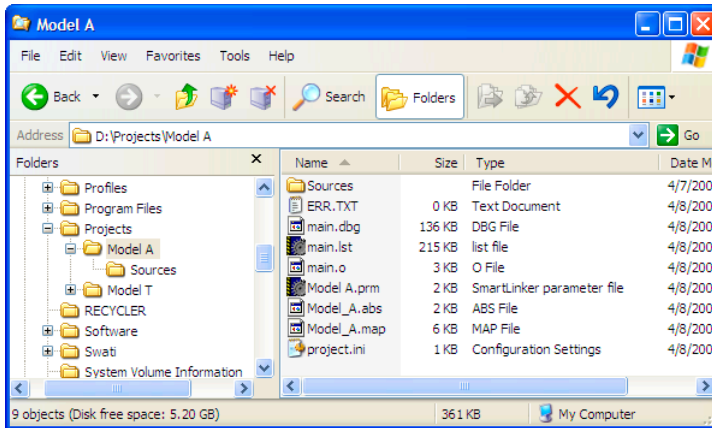 Model A
File Edit View Favorites Tools Help
Back Search Folders
Address D:\Projects\Model A Go
Folders
Profiles
Program Files
Projects
Model A
Sources
Model T
RECYCLER
Software
Swati
System Volume Information
Name Size Type Date M
Sources File Folder 4/7/200
ERR.TXT 0 KB Text Document 4/8/200
main.dbg 136 KB DBG File 4/8/200
main.lst 215 KB list file 4/8/200
main.o 3 KB O File 4/8/200
Model A.prm 2 KB SmartLinker parameter file 4/8/200
Model_A.abs 2 KB ABS File 4/8/200
Model_A.map 6 KB MAP File 4/8/200
project.ini 1 KB Configuration Settings 4/8/200
9 objects (Disk free space: 5.20 GB) 361 KB My Computer